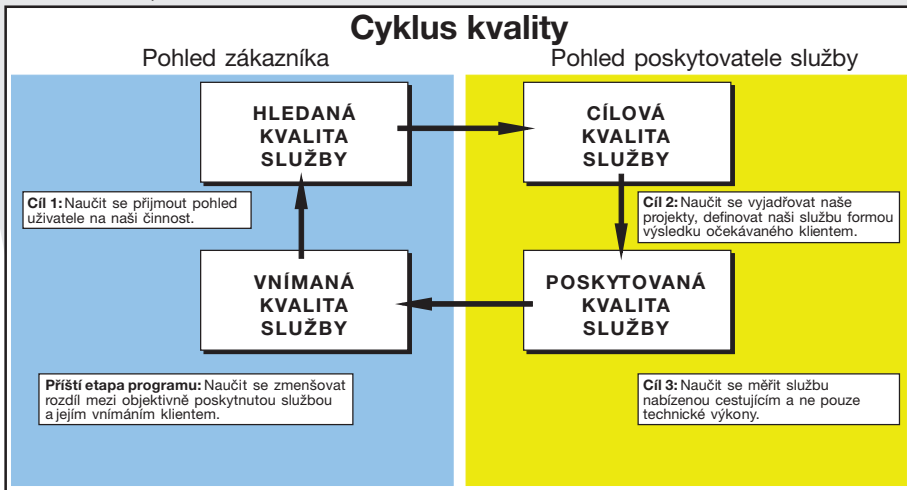 Cyklus kvality
Pohled zákazníka
Pohled poskytovatele služby
HLEDANÁ
KVALITA
SLUŽBY
CÍLOVÁ
KVALITA
SLUŽBY
Cíl 1: Naučit se přijmout pohled
uživatele na naši činnost.
Cíl 2: Naučit se vyjadřovat naše
projekty, definovat naši službu formou
výsledku očekávaného klientem.
VNÍMANÁ
KVALITA
SLUŽBY
POSKYTOVANÁ
KVALITA
SLUŽBY
Příští etapa programu: Naučit se zmenšovat
rozdíl mezi objektivně poskytnutou službou
a jejím vnímáním klientem.
Cíl 3: Naučit se měřit službu
nabízenou cestujícím a ne pouze
technické výkony.